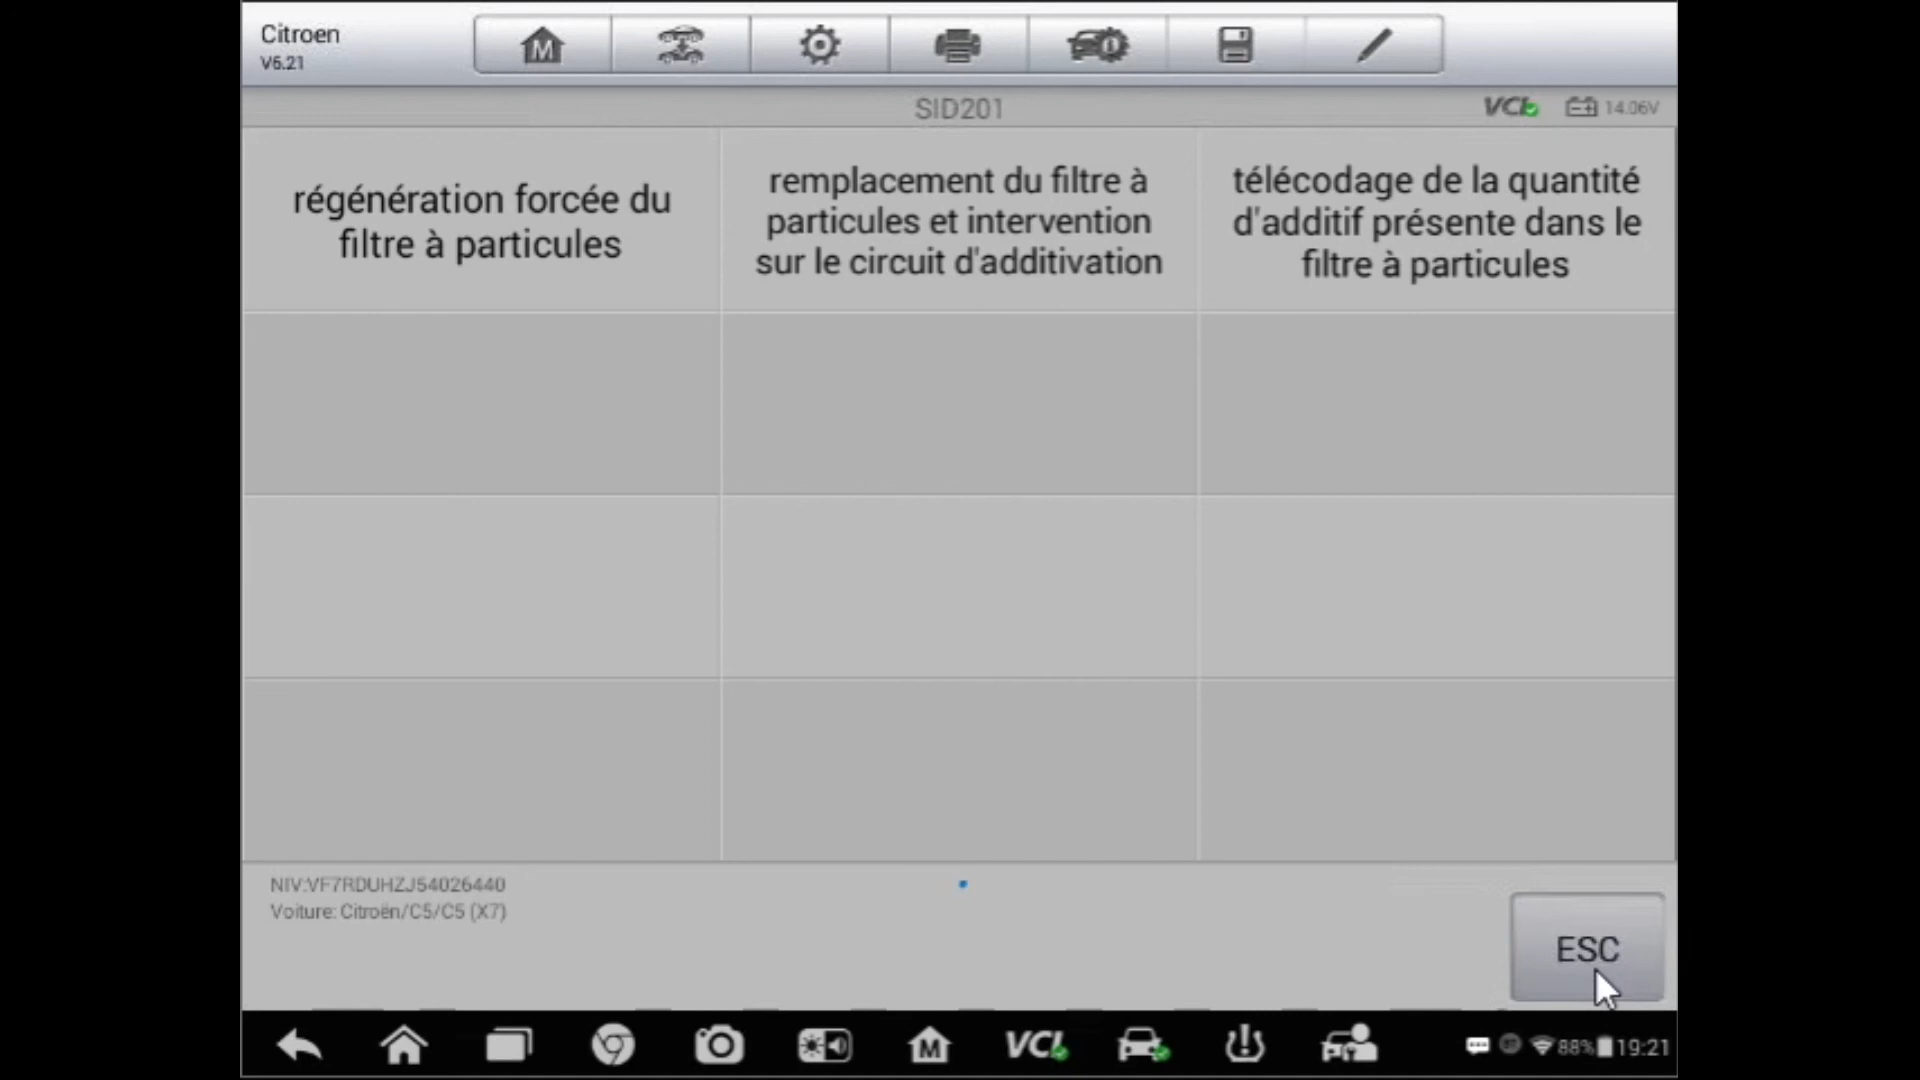 Citroen
V6.21
M
SID201
VCI
14.06V
régénération forcée du
filtre à particules
remplacement du filtre à
particules et intervention
sur le circuit d'additivation
télécodage de la quantité
d'additif présente dans le
filtre à particules
NIV:VF7RDUHZJ54026440
Voiture: Citroën/C5/C5 (X7)
ESC
M
VCI
88%
19:21